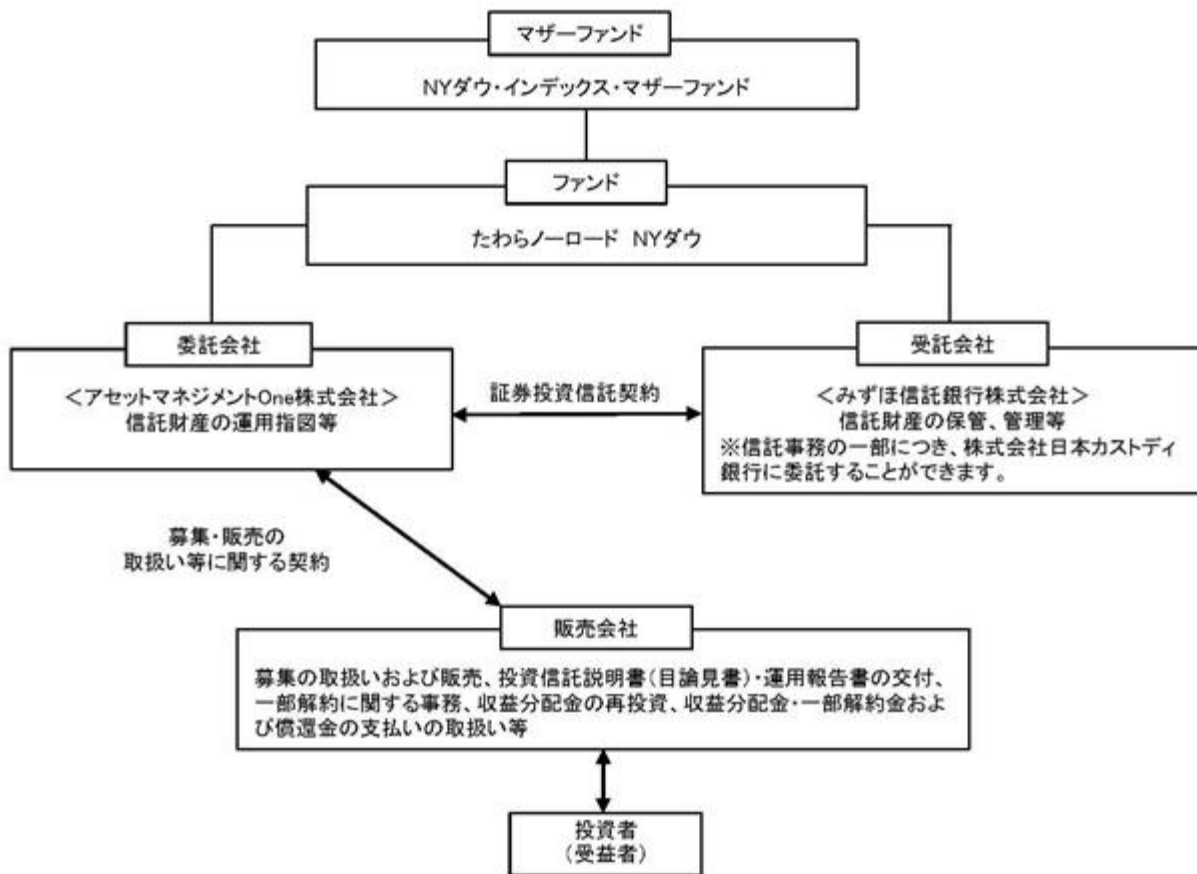 マザーファンド
NYダウ・インデックス・マザーファンド
ファンド
たわらノーロード NYダウ
委託会社
＜アセットマネジメントOne株式会社＞
信託財産の運用指図等
証券投資信託契約
受託会社
＜みずほ信託銀行株式会社＞
信託財産の保管、管理等
※信託事務の一部につき、株式会社日本カストディ
銀行に委託することができます。
募集・販売の
取扱い等に関する契約
販売会社
募集の取扱いおよび販売、投資信託説明書（目論見書）・運用報告書の交付、
一部解約に関する事務、収益分配金の再投資、収益分配金・一部解約金およ
び償還金の支払いの取扱い等
投資者
（受益者）